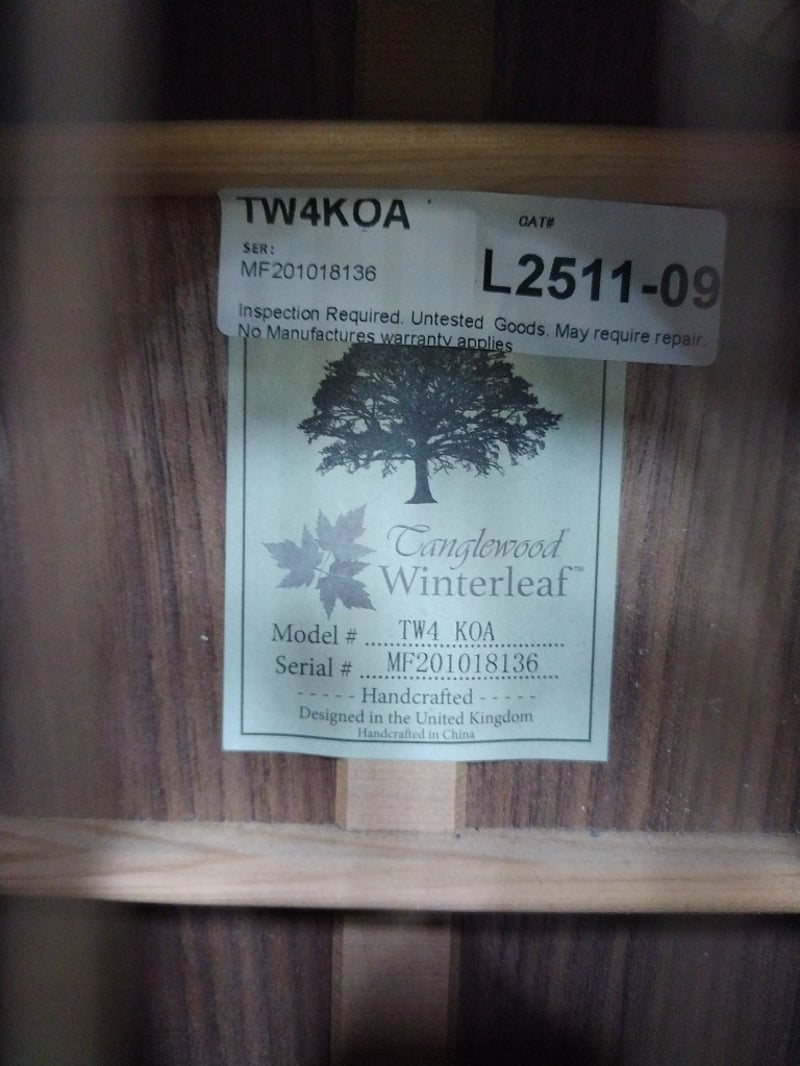 TW4KOA
CAT#
SER:
MF201018136
L2511-09
Inspection Required. Untested Goods. May require repair.
No Manufactures warranty applies
Tanglewood
Winterleaf™
Model # TW4 KOA
Serial # MF201018136
- - - - - Handcrafted - - - - -
Designed in the United Kingdom
Handcrafted in China